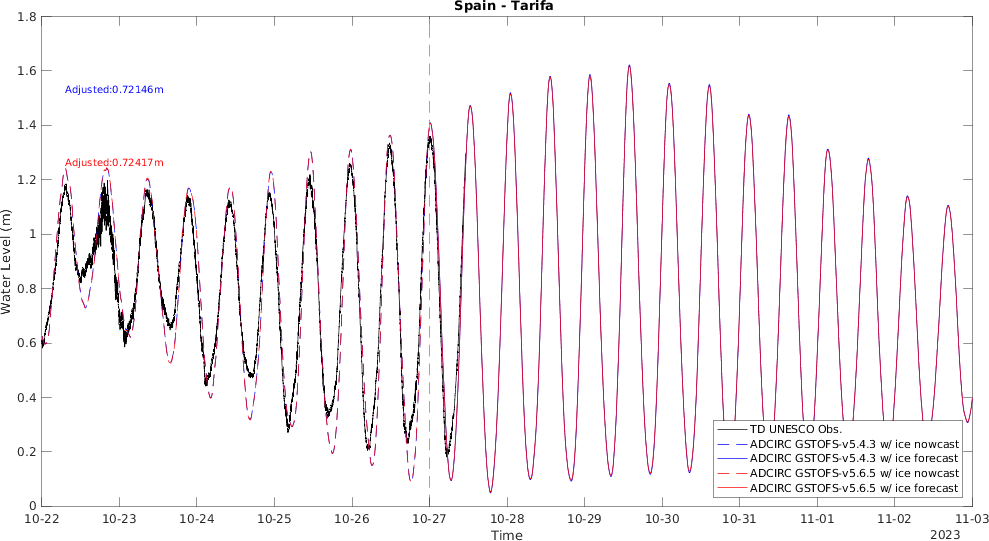 Spain - Tarifa
1.8
1.6
1.4
1.2
1
0.8
0.6
0.4
0.2
0
Water Level (m)
Adjusted:0.72146m
Adjusted:0.72417m
TD UNESCO Obs.
ADCIRC GSTOFS-v5.4.3 w/ ice nowcast
ADCIRC GSTOFS-v5.4.3 w/ ice forecast
ADCIRC GSTOFS-v5.6.5 w/ ice nowcast
ADCIRC GSTOFS-v5.6.5 w/ ice forecast
10-22 10-23 10-24 10-25 10-26 10-27 10-28 10-29 10-30 10-31 11-01 11-02 11-03
Time
2023